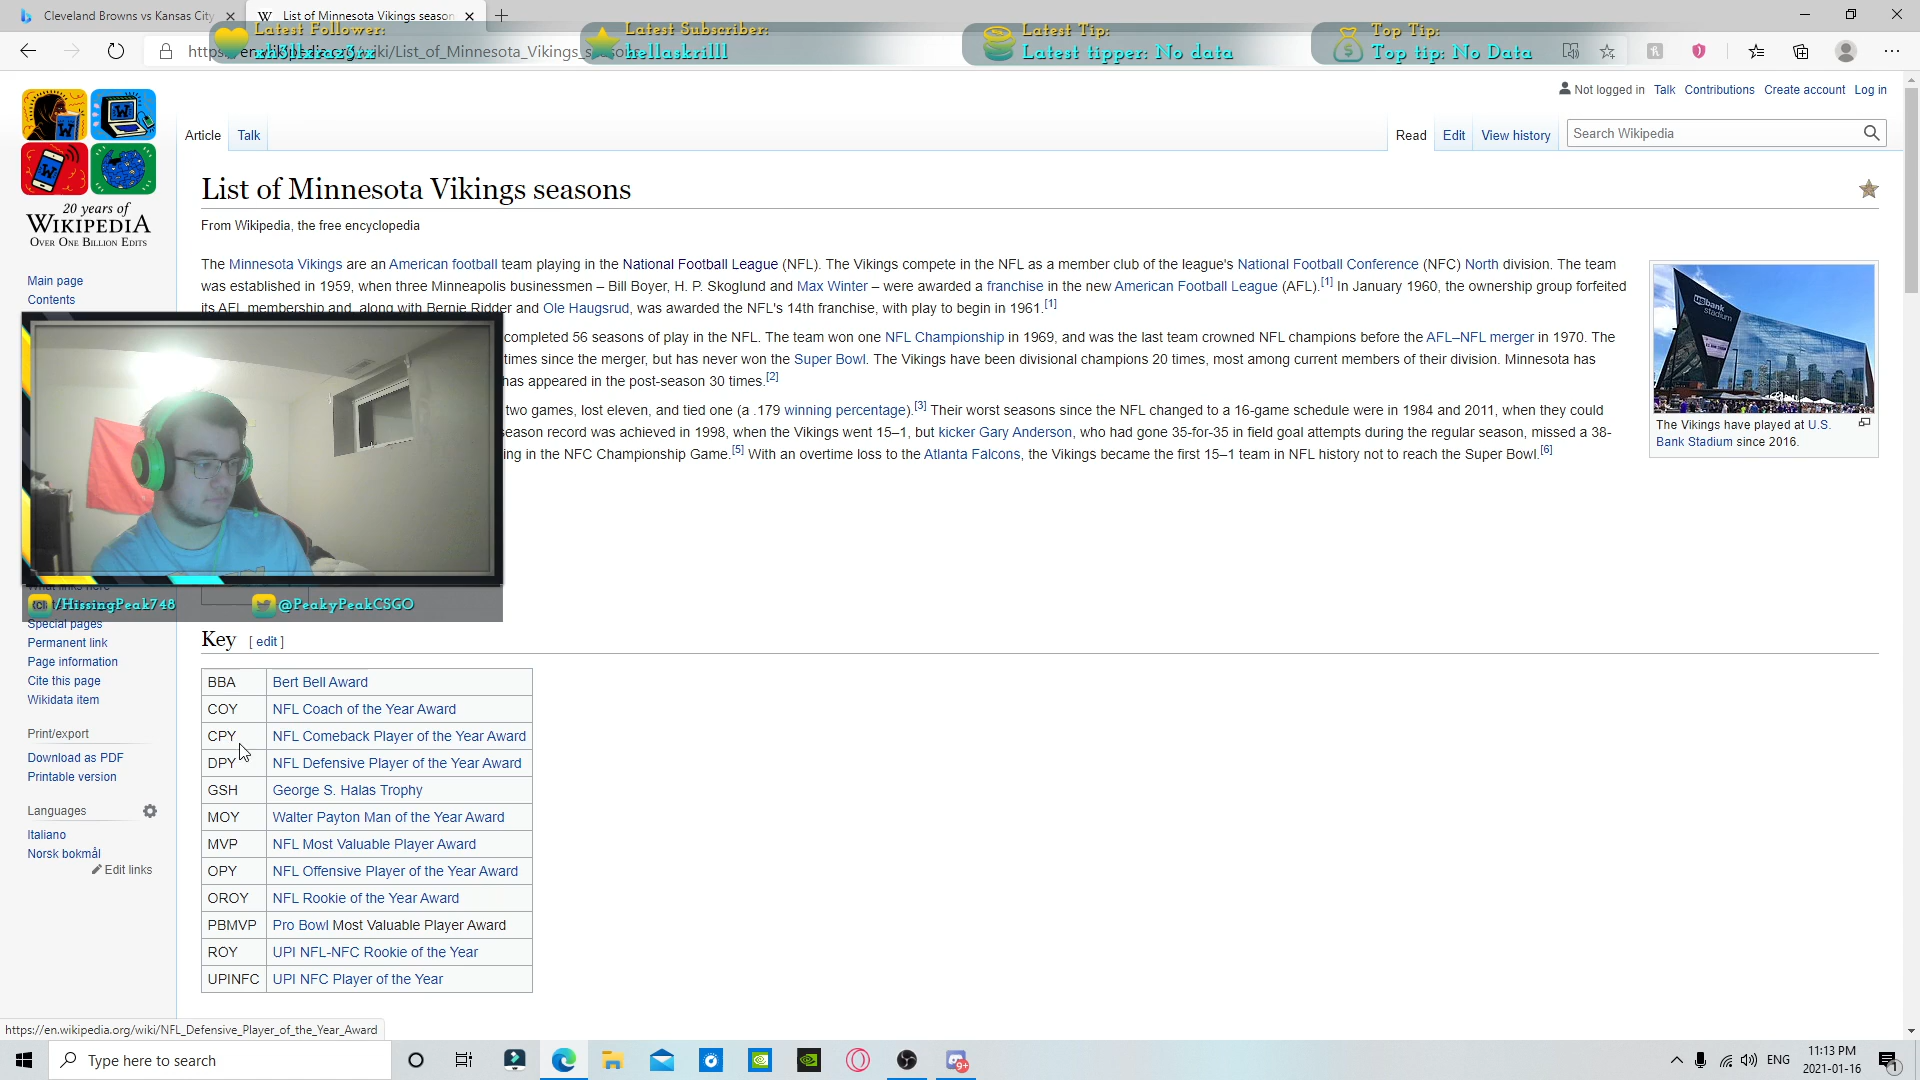 Cleveland Browns vs Kansas City
List of Minnesota Vikings season
Latest Follower:
Latest Subscriber:
hellaskrilll
Latest Tip:
Latest tipper: No data
Top Tip:
Top tip: No Data
Not logged in Talk Contributions Create account Log in
Article Talk
Read Edit View history
Search Wikipedia
20 years of
WIKIPEDIA
OVER ONE BILLION EDITS
List of Minnesota Vikings seasons
From Wikipedia, the free encyclopedia
Main page
Contents
The Minnesota Vikings are an American football team playing in the National Football League (NFL). The Vikings compete in the NFL as a member club of the league's National Football Conference (NFC) North division. The team
was established in 1959, when three Minneapolis businessmen – Bill Boyer, H. P. Skoglund and Max Winter – were awarded a franchise in the new American Football League (AFL).[1] In January 1960, the ownership group forfeited
its AFL membership and, along with Bernie Ridder and Ole Haugsrud, was awarded the NFL's 14th franchise, with play to begin in 1961.[1]
completed 56 seasons of play in the NFL. The team won one NFL Championship in 1969, and was the last team crowned NFL champions before the AFL–NFL merger in 1970. The
times since the merger, but has never won the Super Bowl. The Vikings have been divisional champions 20 times, most among current members of their division. Minnesota has
has appeared in the post-season 30 times.[2]
two games, lost eleven, and tied one (a .179 winning percentage).[3] Their worst seasons since the NFL changed to a 16-game schedule were in 1984 and 2011, when they could
season record was achieved in 1998, when the Vikings went 15–1, but kicker Gary Anderson, who had gone 35-for-35 in field goal attempts during the regular season, missed a 38-
ing in the NFC Championship Game.[5] With an overtime loss to the Atlanta Falcons, the Vikings became the first 15–1 team in NFL history not to reach the Super Bowl.[6]
usbank stadium
The Vikings have played at U.S.
Bank Stadium since 2016.
What links here
/HissingPeak748
@PeakyPeakCSGO
Special pages
Permanent link
Page information
Cite this page
Wikidata item
Print/export
Download as PDF
Printable version
Languages
Italiano
Norsk bokmål
Edit links
Key [ edit ]
BBA Bert Bell Award
COY NFL Coach of the Year Award
CPY NFL Comeback Player of the Year Award
DPY NFL Defensive Player of the Year Award
GSH George S. Halas Trophy
MOY Walter Payton Man of the Year Award
MVP NFL Most Valuable Player Award
OPY NFL Offensive Player of the Year Award
OROY NFL Rookie of the Year Award
PBMVP Pro Bowl Most Valuable Player Award
ROY UPI NFL-NFC Rookie of the Year
UPINFC UPI NFC Player of the Year
https://en.wikipedia.org/wiki/NFL_Defensive_Player_of_the_Year_Award
Type here to search
9+
ENG
11:13 PM
2021-01-16
1